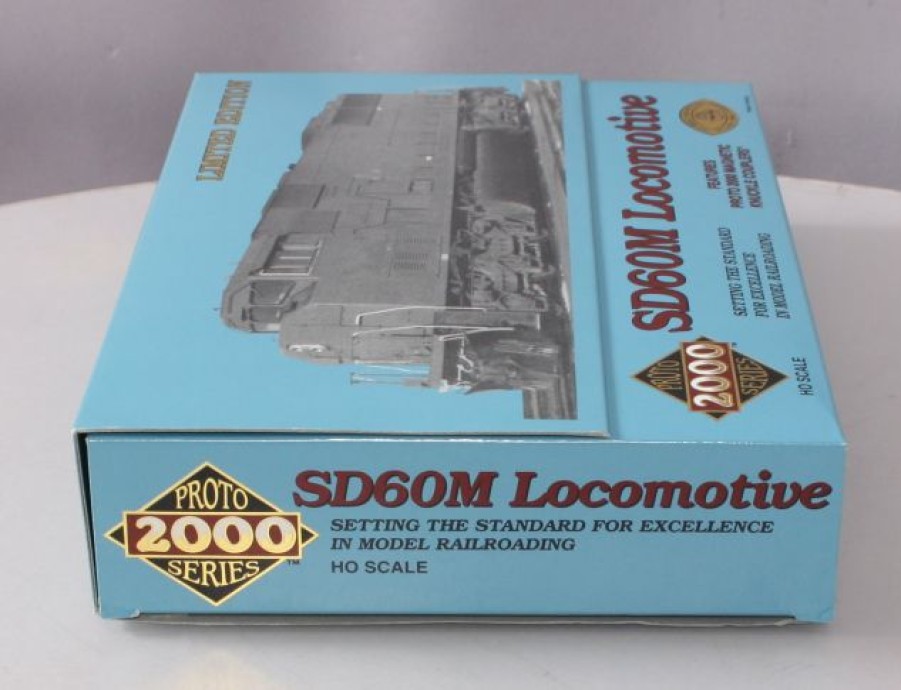 LIMITED EDITION
SD60M Locomotive
SETTING THE STANDARD
FOR EXCELLENCE
IN MODEL RAILROADING
FEATURES
PROTO 2000 MAGNETIC
KNUCKLE COUPLERS
PROTO
2000
SERIES
HO SCALE
PROTO
2000
SERIES
TM
SD60M Locomotive
SETTING THE STANDARD FOR EXCELLENCE
IN MODEL RAILROADING
HO SCALE